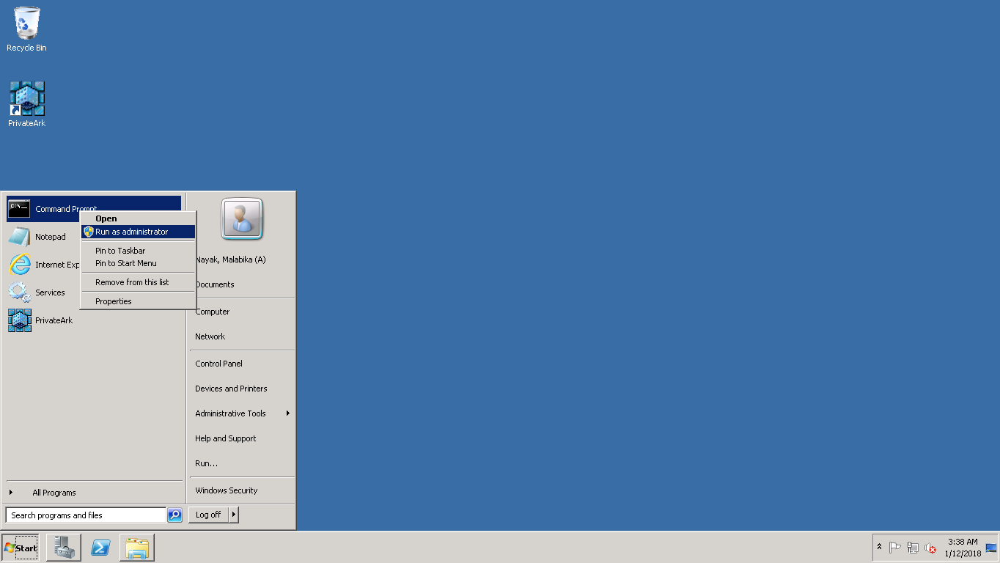 Recycle Bin
PrivateArk
C:\
Command Prompt
Open
Run as administrator
Pin to Taskbar
Pin to Start Menu
Remove from this list
Properties
Notepad
Internet Exp
Services
PrivateArk
All Programs
Search programs and files
Nayak, Malabika (A)
Documents
Computer
Network
Control Panel
Devices and Printers
Administrative Tools
Help and Support
Run...
Windows Security
Log off
Start
3:38 AM
1/12/2018